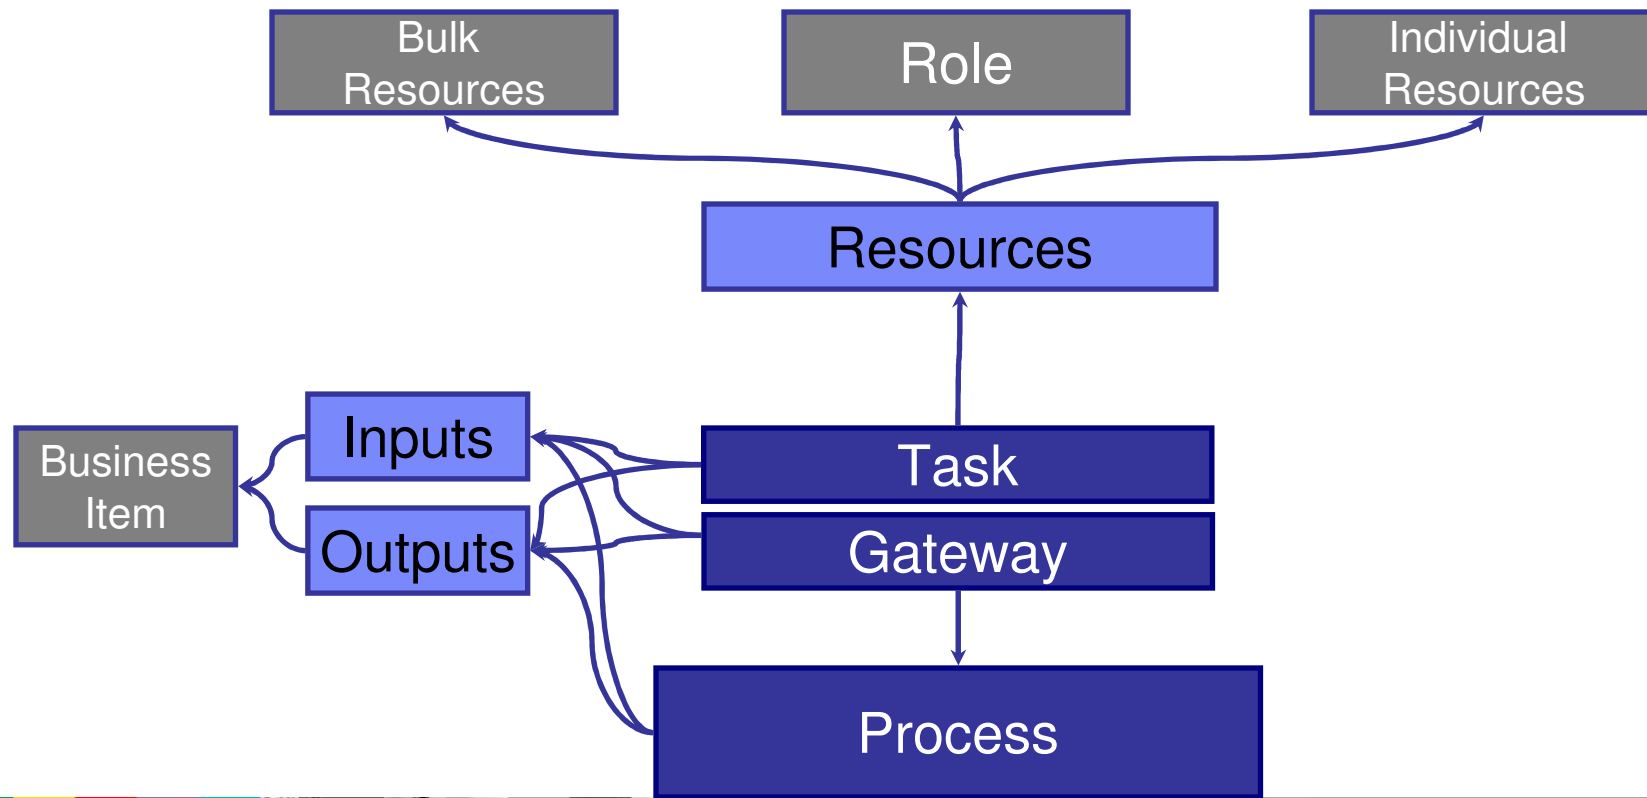 Bulk
Resources
Role
Individual
Resources
Resources
Inputs
Task
Business
Item
Outputs
Gateway
Process